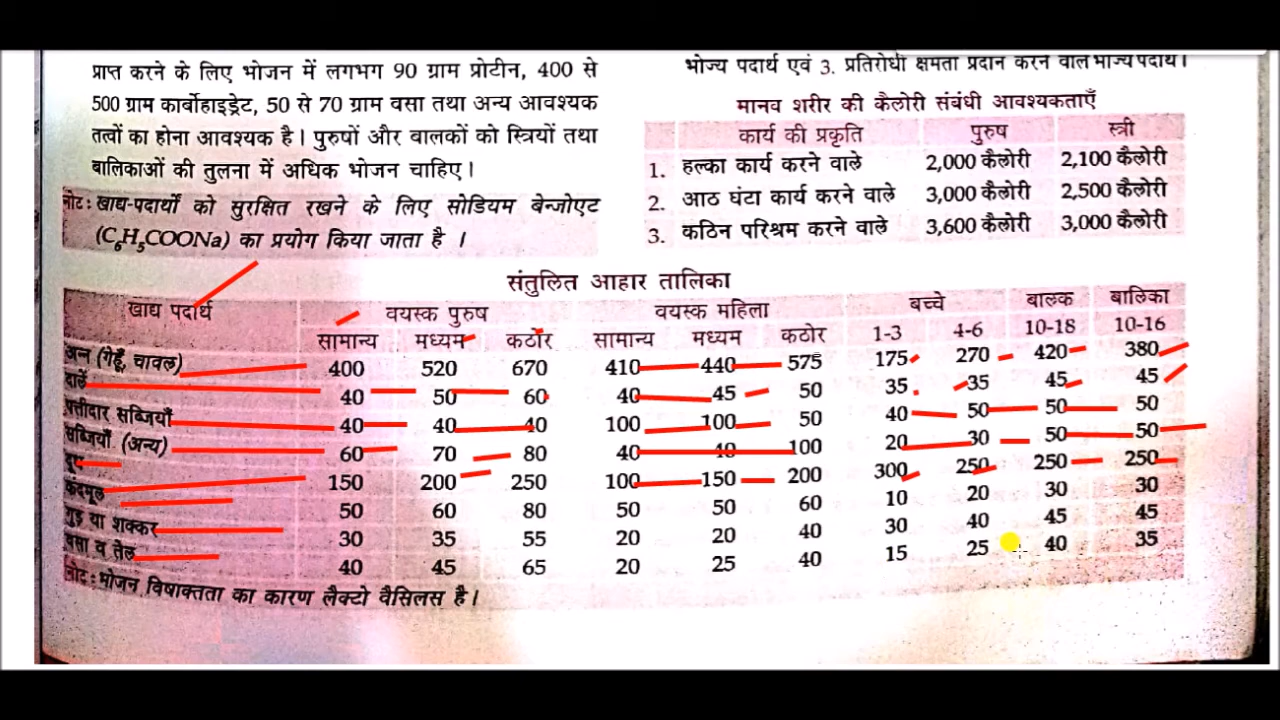 प्राप्त करने के लिए भोजन में लगभग 90 ग्राम प्रोटीन, 400 से
500 ग्राम कार्बोहाइड्रेट, 50 से 70 ग्राम वसा तथा अन्य आवश्यक
तत्वों का होना आवश्यक है। पुरुषों और बालकों को स्त्रियों तथा
बालिकाओं की तुलना में अधिक भोजन चाहिए।
नोट: खाद्य-पदार्थों को सुरक्षित रखने के लिए सोडियम बेन्जोएट
(C₆H₅COONa) का प्रयोग किया जाता है ।
भोज्य पदार्थ एवं 3. प्रतिरोधी क्षमता प्रदान करने वाले भोज्य पदार्थ।
मानव शरीर की कैलोरी संबंधी आवश्यकताएँ
कार्य की प्रकृति पुरुष स्त्री
1. हल्का कार्य करने वाले 2,000 कैलोरी 2,100 कैलोरी
2. आठ घंटा कार्य करने वाले 3,000 कैलोरी 2,500 कैलोरी
3. कठिन परिश्रम करने वाले 3,600 कैलोरी 3,000 कैलोरी
संतुलित आहार तालिका
खाद्य पदार्थ वयस्क पुरुष वयस्क महिला बच्चे बालक बालिका
सामान्य मध्यम कठोर सामान्य मध्यम कठोर 1-3 4-6 10-18 10-16
अन्न (गेहूँ, चावल) 400 520 670 410 440 575 175 270 420 380
दालें 40 50 60 40 45 50 35 35 45 45
पत्तीदार सब्जियाँ 40 40 40 100 100 50 40 50 50 50
सब्जियाँ (अन्य) 60 70 80 40 40 100 20 30 50 50
दूध 150 200 250 100 150 200 300 250 250 250
कंदमूल 50 60 80 50 50 60 10 20 30 30
गुड़ या शक्कर 30 35 55 20 20 40 30 40 45 45
वसा व तेल 40 45 65 20 25 40 15 25 40 35
नोट: भोजन विषाक्तता का कारण लैक्टो वैसिलस है।